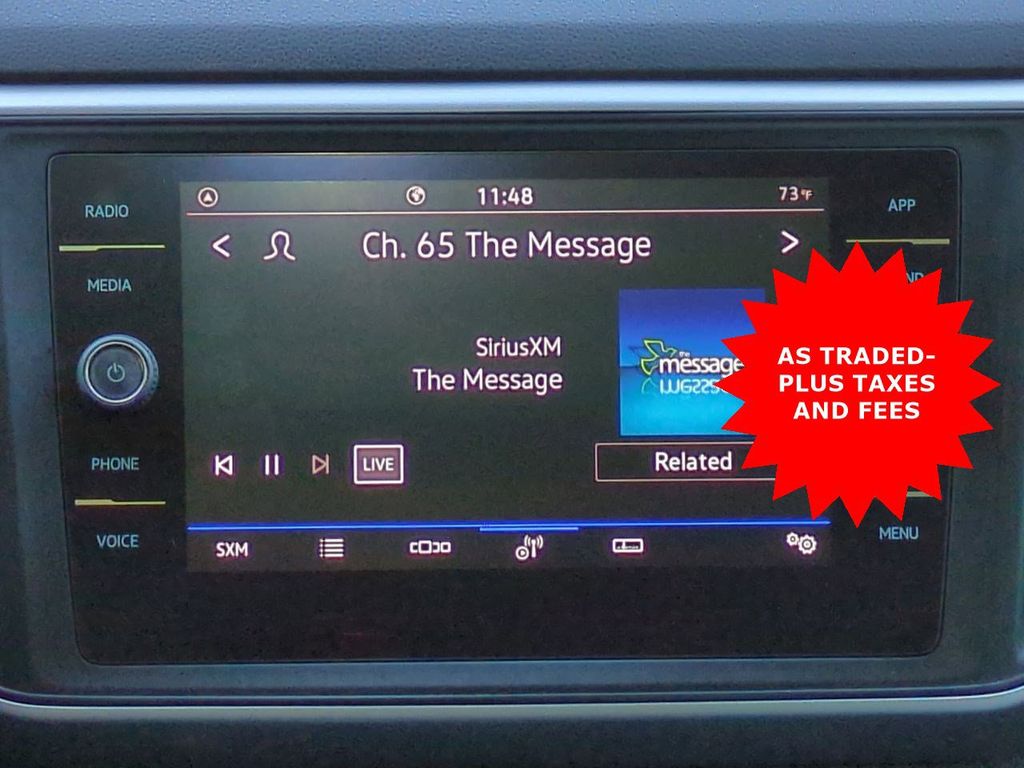 RADIO
MEDIA
PHONE
VOICE
11:48
73°F
Ch. 65 The Message
SiriusXM
The Message
the
message
LIVE
Related
SXM
APP
MENU
AS TRADED-
PLUS TAXES
AND FEES